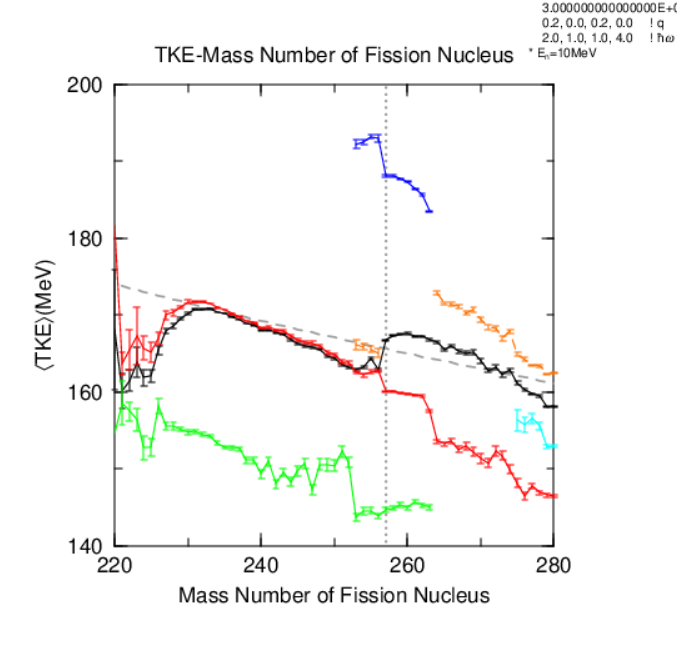 3.000000000000000E+0
0.2, 0.0, 0.2, 0.0 ! q
2.0, 1.0, 1.0, 4.0 ! ħω
* Eₙ=10MeV
TKE-Mass Number of Fission Nucleus
200
180
160
140
⟨TKE⟩(MeV)
220 240 260 280
Mass Number of Fission Nucleus